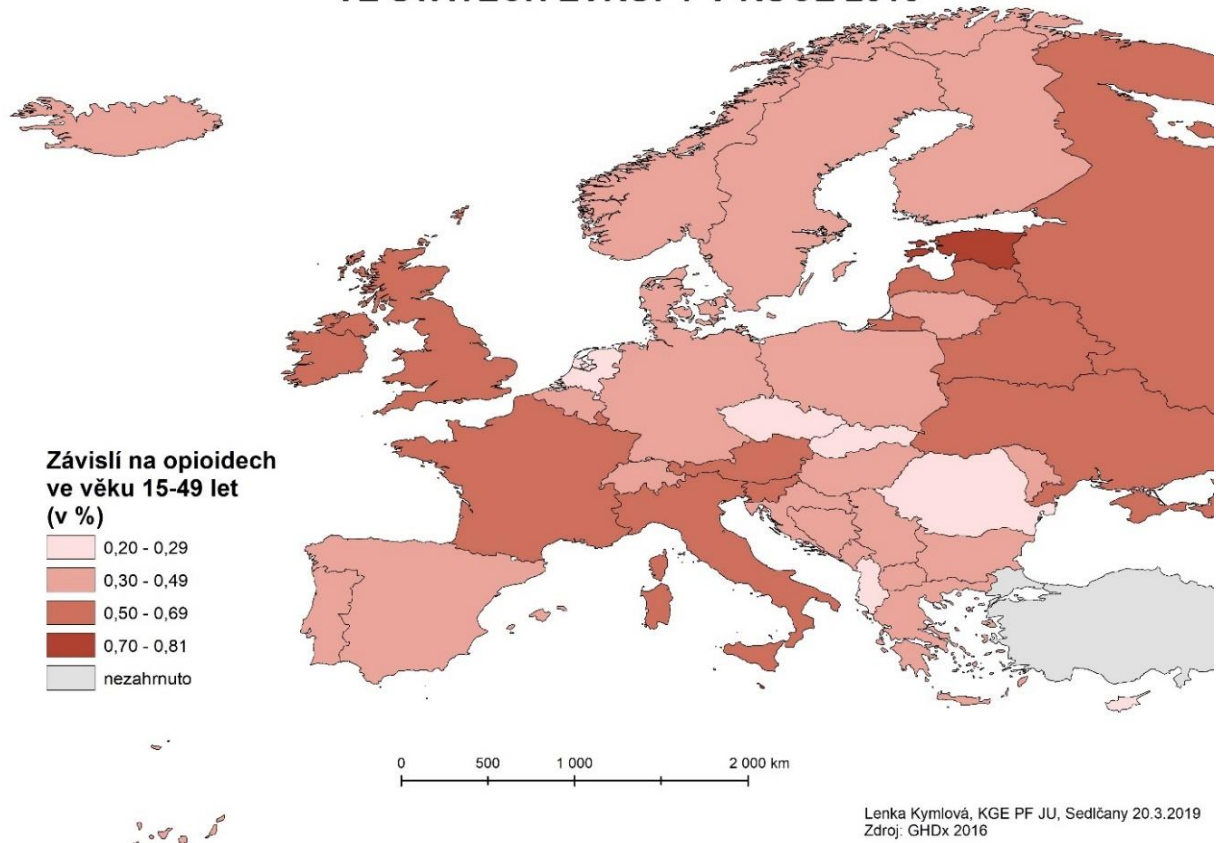 Závislí na opioidech
ve věku 15-49 let
(v %)
0,20 - 0,29
0,30 - 0,49
0,50 - 0,69
0,70 - 0,81
nezahrnuto
0 500 1 000 2 000 km
Lenka Kymlová, KGE PF JU, Sedlčany 20.3.2019
Zdroj: GHDx 2016